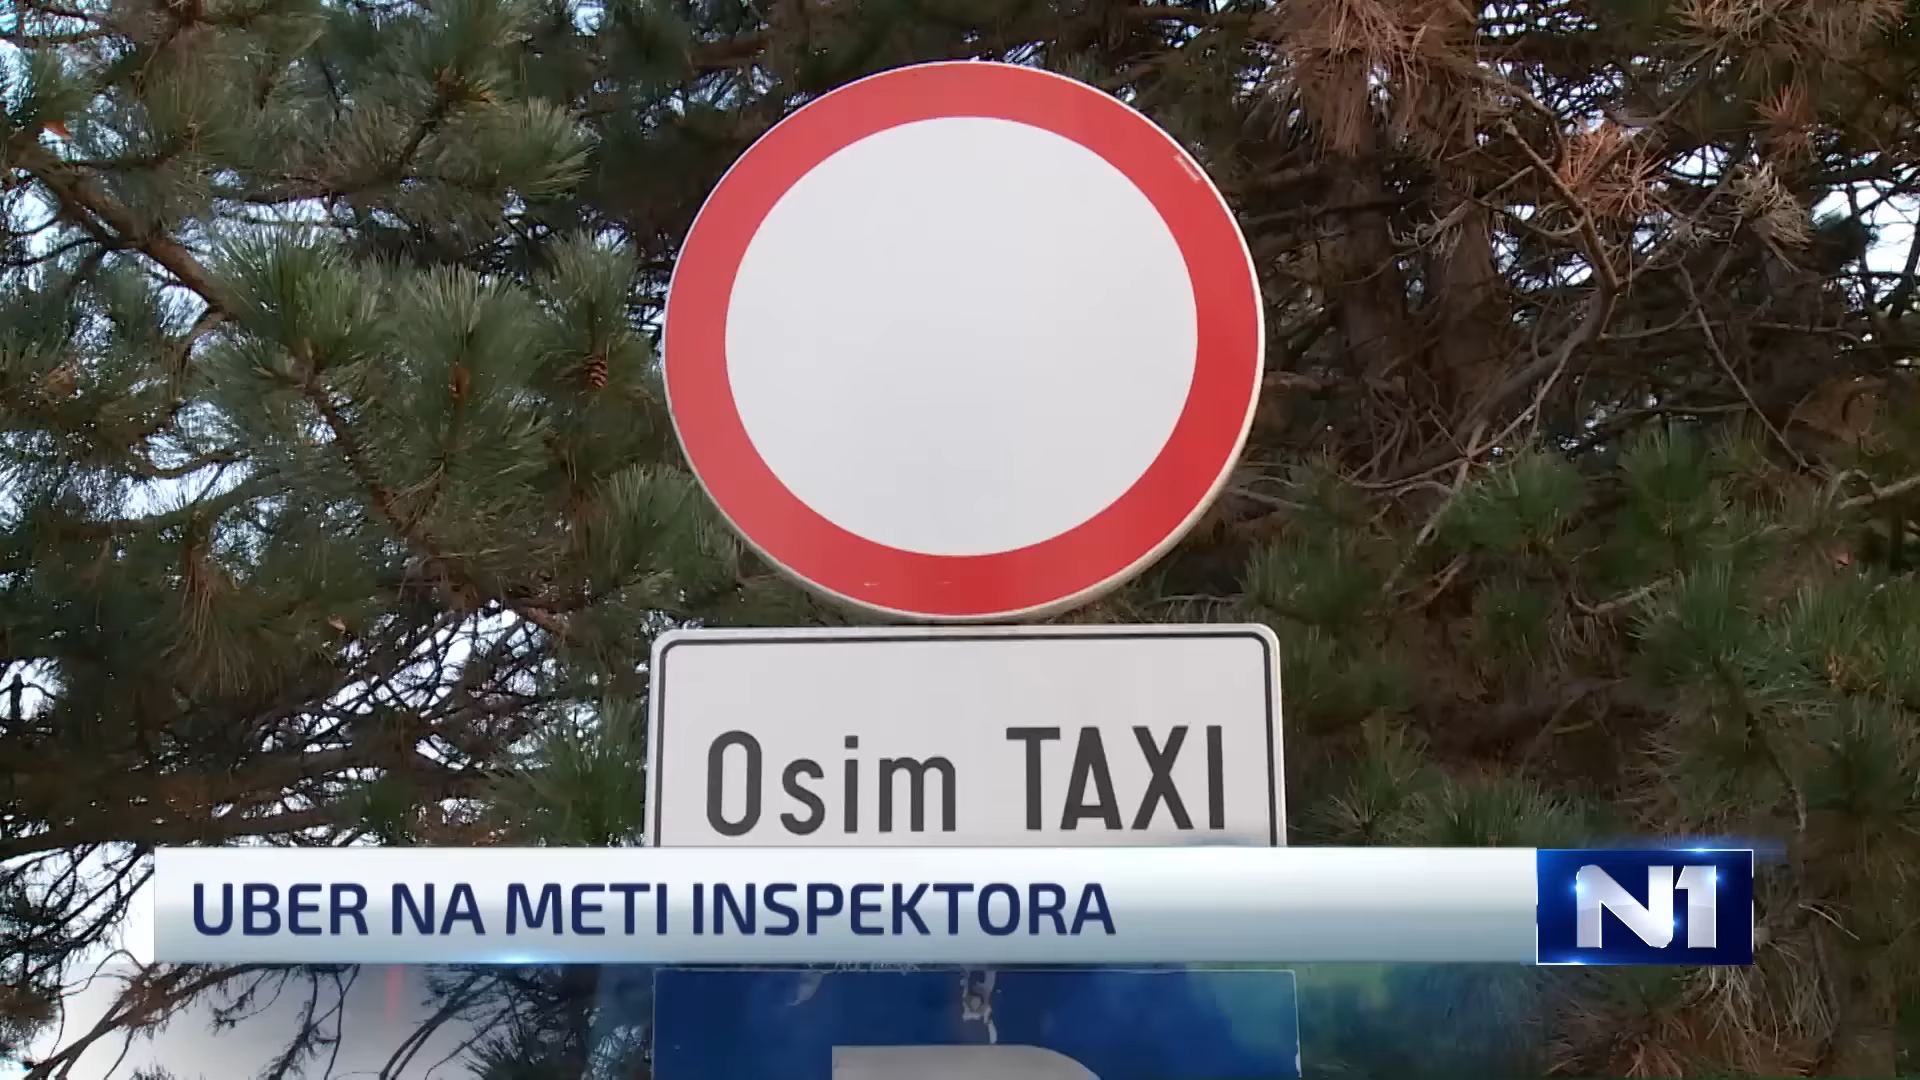 Osim TAXI
UBER NA METI INSPEKTORA
N1
P